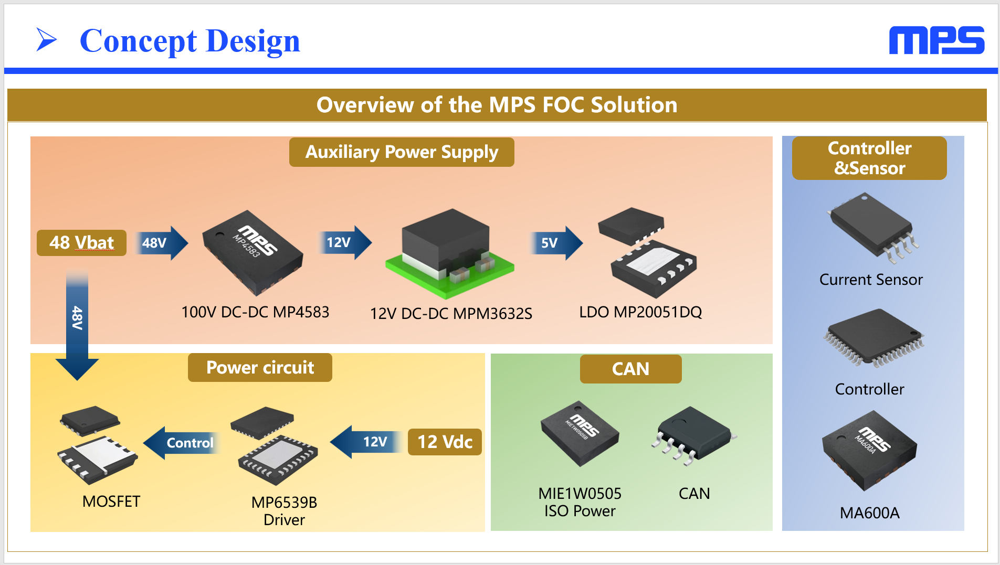 Concept Design
mps
Overview of the MPS FOC Solution
Auxiliary Power Supply
48 Vbat
48V
mps
MP4583
12V
5V
48V
100V DC-DC MP4583
12V DC-DC MPM3632S
LDO MP20051DQ
Power circuit
Control
12V
12 Vdc
MOSFET
MP6539B
Driver
CAN
mps
MIE1W0505B
MIE1W0505
ISO Power
CAN
Controller
&Sensor
Current Sensor
Controller
mps
MA600A
MA600A